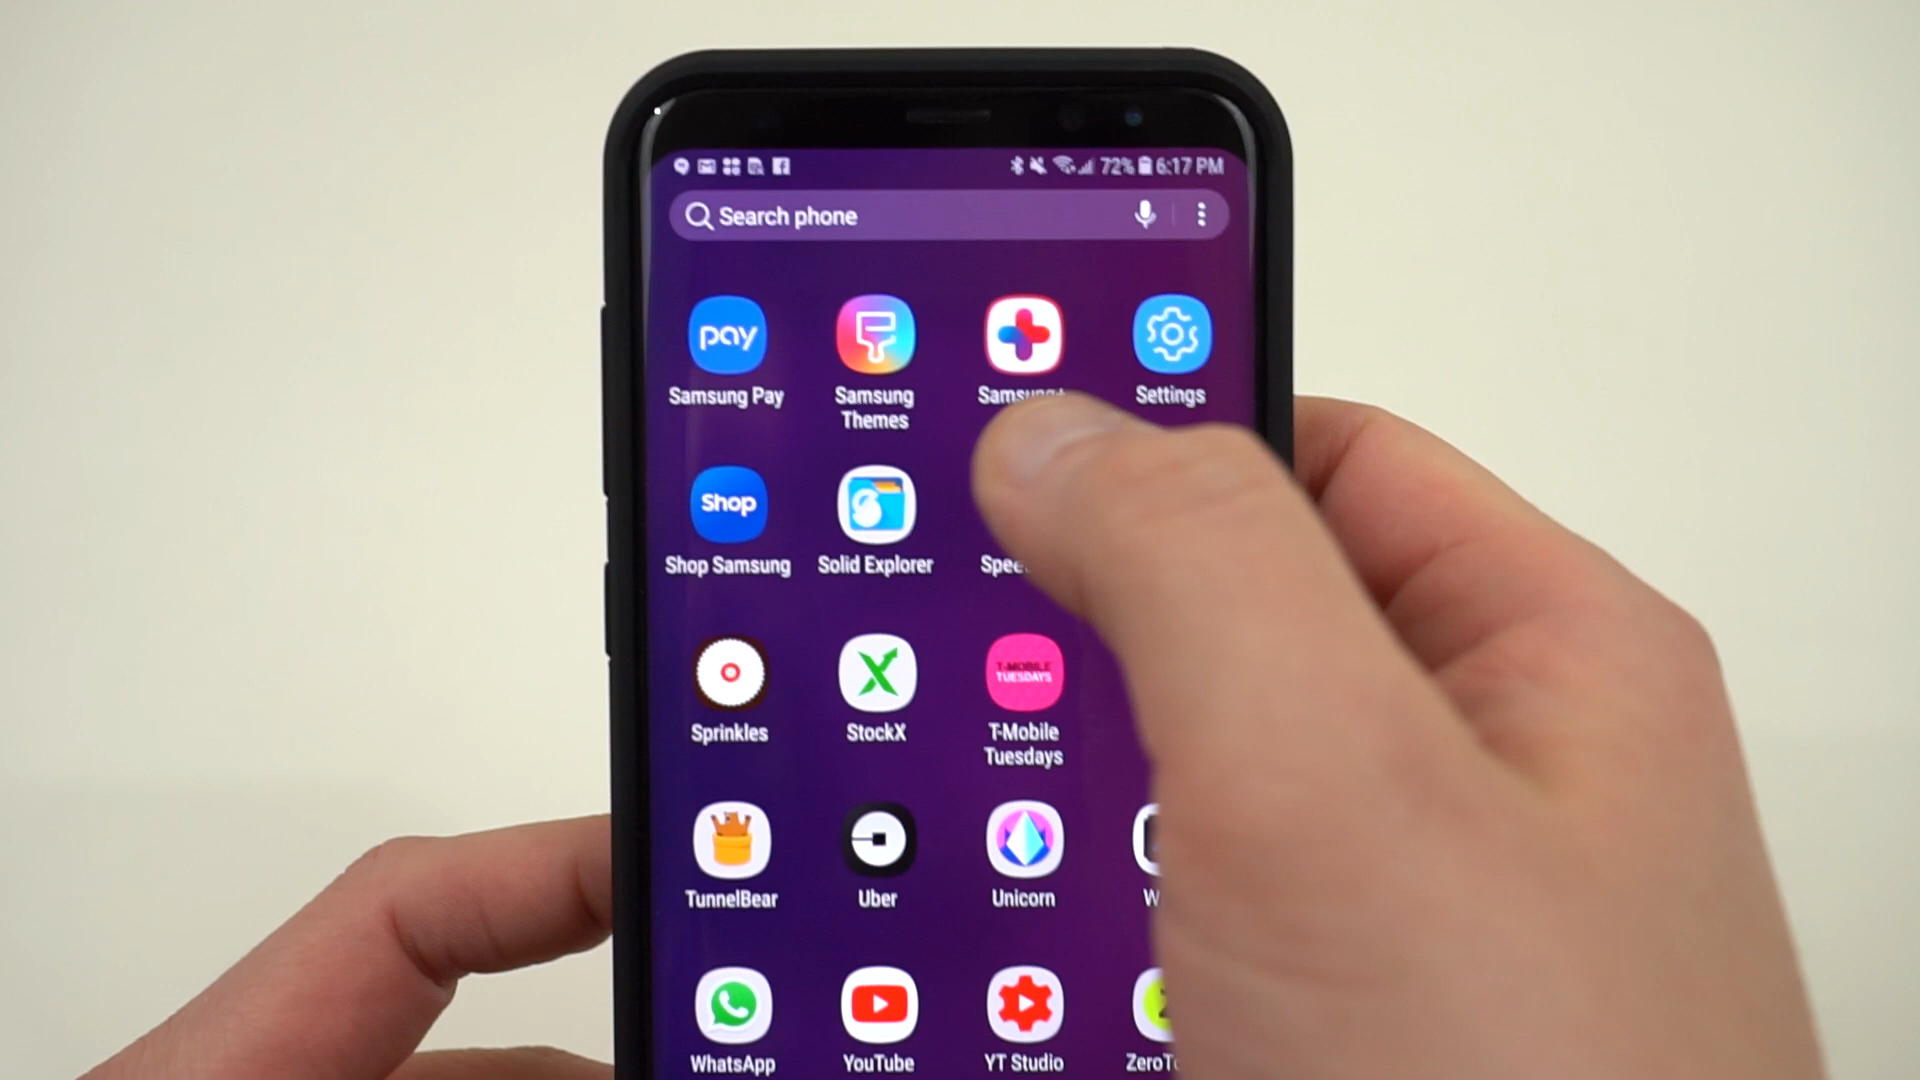 72% 6:17 PM
Search phone
pay
Samsung Pay
Samsung
Themes
Samsung+
Settings
Shop
Shop Samsung
Solid Explorer
T-MOBILE
TUESDAYS
Sprinkles
StockX
T-Mobile
Tuesdays
TunnelBear
Uber
Unicorn
WhatsApp
YouTube
YT Studio